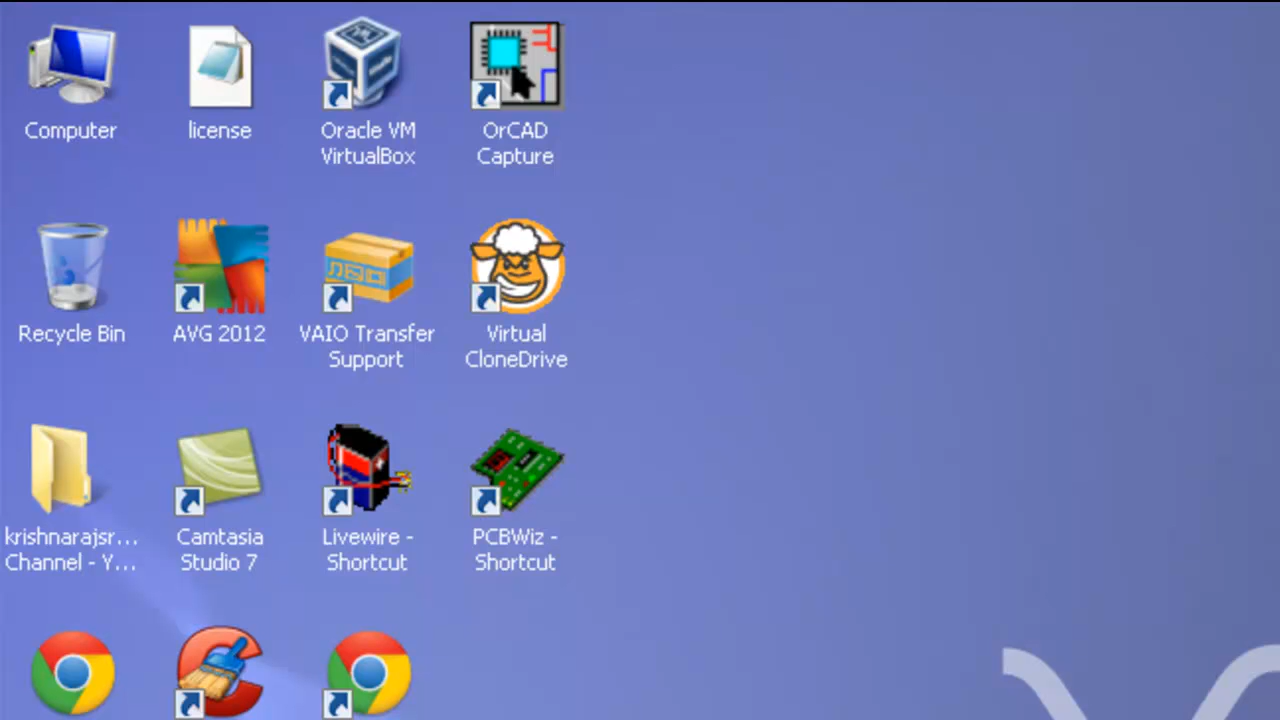 Computer
license
Oracle VM
VirtualBox
OrCAD
Capture
Recycle Bin
AVG 2012
VAIO Transfer
Support
Virtual
CloneDrive
krishnarajsr...
Channel - Y...
Camtasia
Studio 7
Livewire -
Shortcut
PCBWiz -
Shortcut